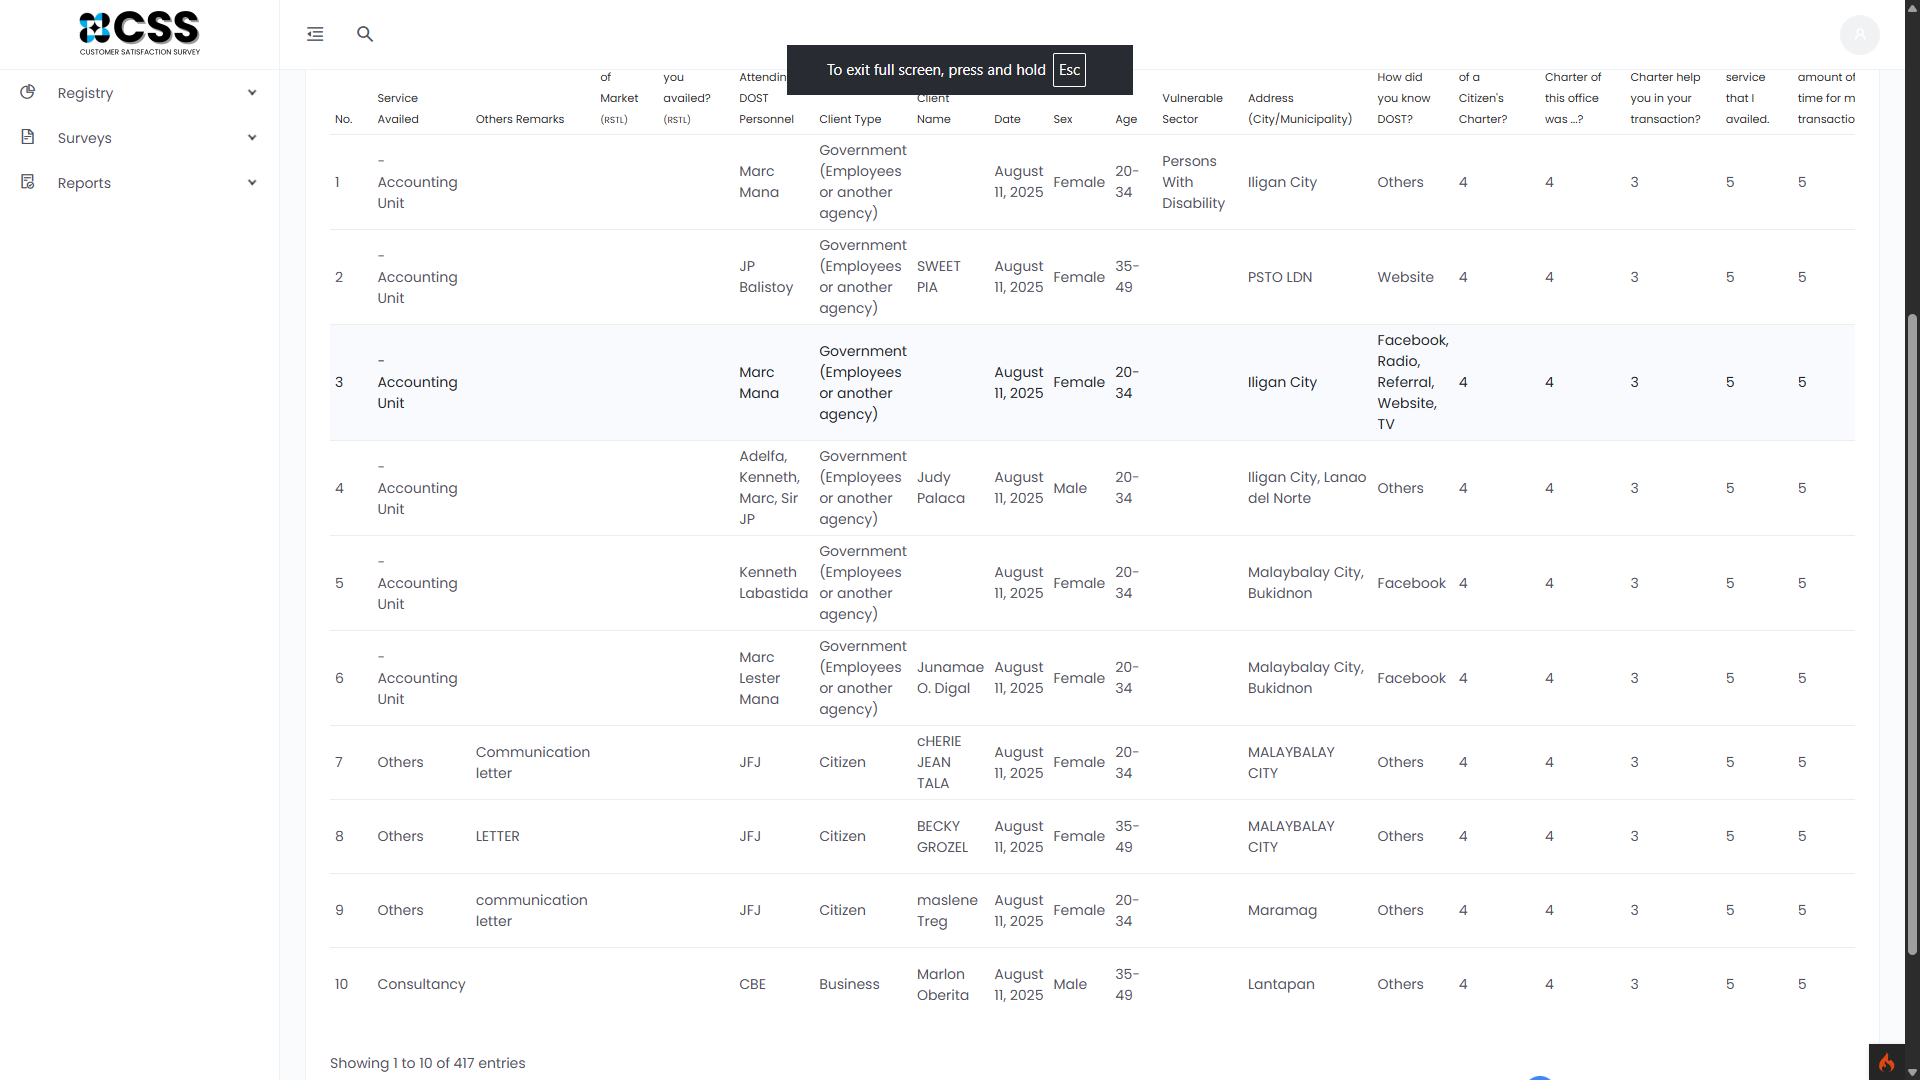 CSS
CUSTOMER SATISFACTION SURVEY
Registry
Surveys
Reports
To exit full screen, press and hold Esc
No.
Service
Availed
Others Remarks
of
Market
(RSTL)
you
availed?
(RSTL)
Attendin
DOST
Personnel
Client Type
Client
Name
Date
Sex
Age
Vulnerable
Sector
Address
(City/Municipality)
How did
you know
DOST?
of a
Citizen's
Charter?
Charter of
this office
was ...?
Charter help
you in your
transaction?
service
that I
availed.
amount of
time for m
transactio
1
-
Accounting
Unit
Marc
Mana
Government
(Employees
or another
agency)
August
11, 2025
Female
20-
34
Persons
With
Disability
Iligan City
Others
4
4
3
5
5
2
-
Accounting
Unit
JP
Balistoy
Government
(Employees
or another
agency)
SWEET
PIA
August
11, 2025
Female
35-
49
PSTO LDN
Website
4
4
3
5
5
3
-
Accounting
Unit
Marc
Mana
Government
(Employees
or another
agency)
August
11, 2025
Female
20-
34
Iligan City
Facebook,
Radio,
Referral,
Website,
TV
4
4
3
5
5
4
-
Accounting
Unit
Adelfa,
Kenneth,
Marc, Sir
JP
Government
(Employees
or another
agency)
Judy
Palaca
August
11, 2025
Male
20-
34
Iligan City, Lanao
del Norte
Others
4
4
3
5
5
5
-
Accounting
Unit
Kenneth
Labastida
Government
(Employees
or another
agency)
August
11, 2025
Female
20-
34
Malaybalay City,
Bukidnon
Facebook
4
4
3
5
5
6
-
Accounting
Unit
Marc
Lester
Mana
Government
(Employees
or another
agency)
Junamae
O. Digal
August
11, 2025
Female
20-
34
Malaybalay City,
Bukidnon
Facebook
4
4
3
5
5
7
Others
Communication
letter
JFJ
Citizen
cHERIE
JEAN
TALA
August
11, 2025
Female
20-
34
MALAYBALAY
CITY
Others
4
4
3
5
5
8
Others
LETTER
JFJ
Citizen
BECKY
GROZEL
August
11, 2025
Female
35-
49
MALAYBALAY
CITY
Others
4
4
3
5
5
9
Others
communication
letter
JFJ
Citizen
maslene
Treg
August
11, 2025
Female
20-
34
Maramag
Others
4
4
3
5
5
10
Consultancy
CBE
Business
Marlon
Oberita
August
11, 2025
Male
35-
49
Lantapan
Others
4
4
3
5
5
Showing 1 to 10 of 417 entries